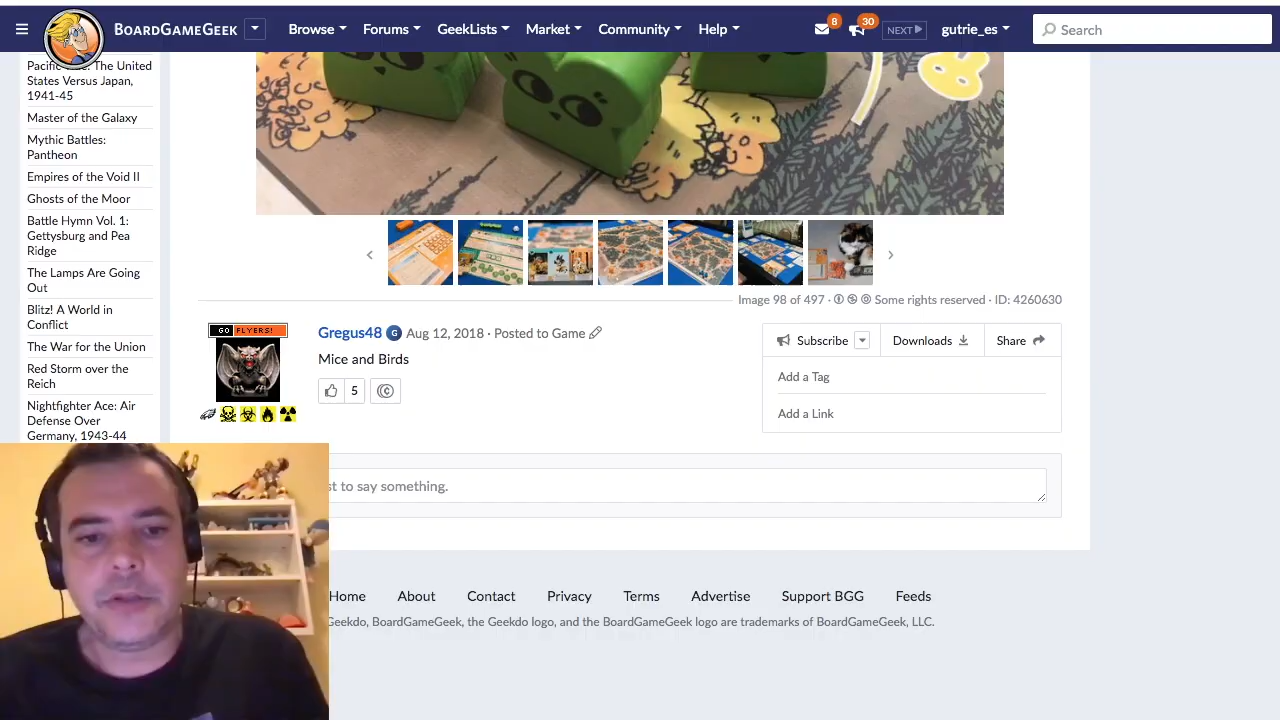 BOARDGAMEGEEK
Browse Forums GeekLists Market Community Help
8 30 NEXT gutrie_es Search
Pacific The United
States Versus Japan,
1941-45
Master of the Galaxy
Mythic Battles:
Pantheon
Empires of the Void II
Ghosts of the Moor
Battle Hymn Vol. 1:
Gettysburg and Pea
Ridge
The Lamps Are Going
Out
Blitz! A World in
Conflict
The War for the Union
Red Storm over the
Reich
Nightfighter Ace: Air
Defense Over
Germany, 1943-44
Image 98 of 497 · Some rights reserved · ID: 4260630
GO FLYERS!
Gregus48 G Aug 12, 2018 · Posted to Game
Mice and Birds
5
Subscribe Downloads Share
Add a Tag
Add a Link
st to say something.
Home About Contact Privacy Terms Advertise Support BGG Feeds
Geekdo, BoardGameGeek, the Geekdo logo, and the BoardGameGeek logo are trademarks of BoardGameGeek, LLC.